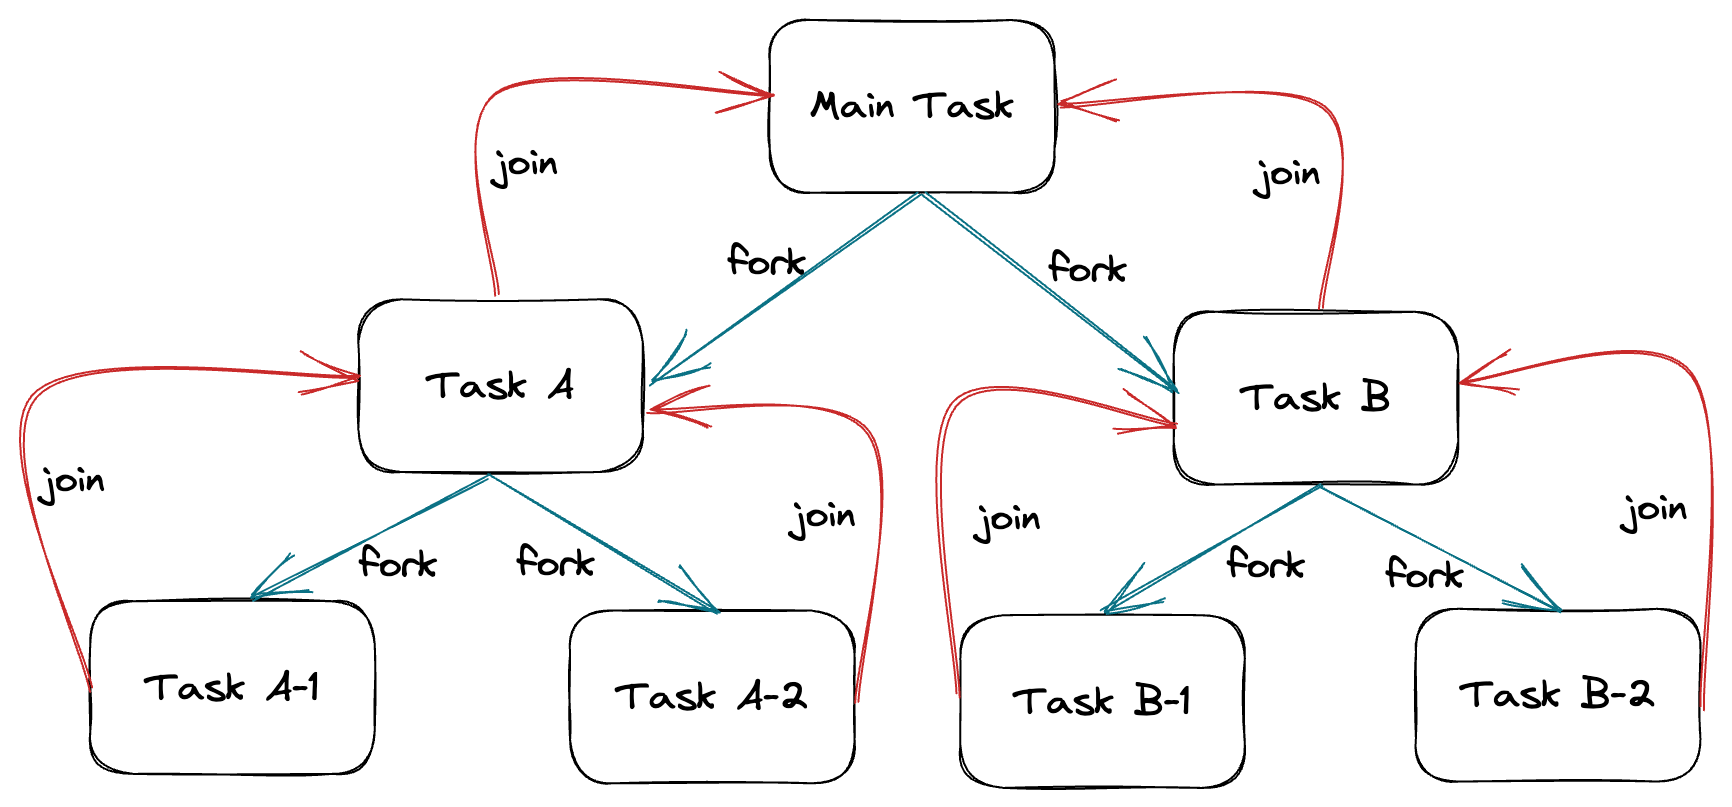 Main Task
join
join
fork
fork
Task A
Task B
join
join
join
join
fork
fork
fork
fork
Task A-1
Task A-2
Task B-1
Task B-2